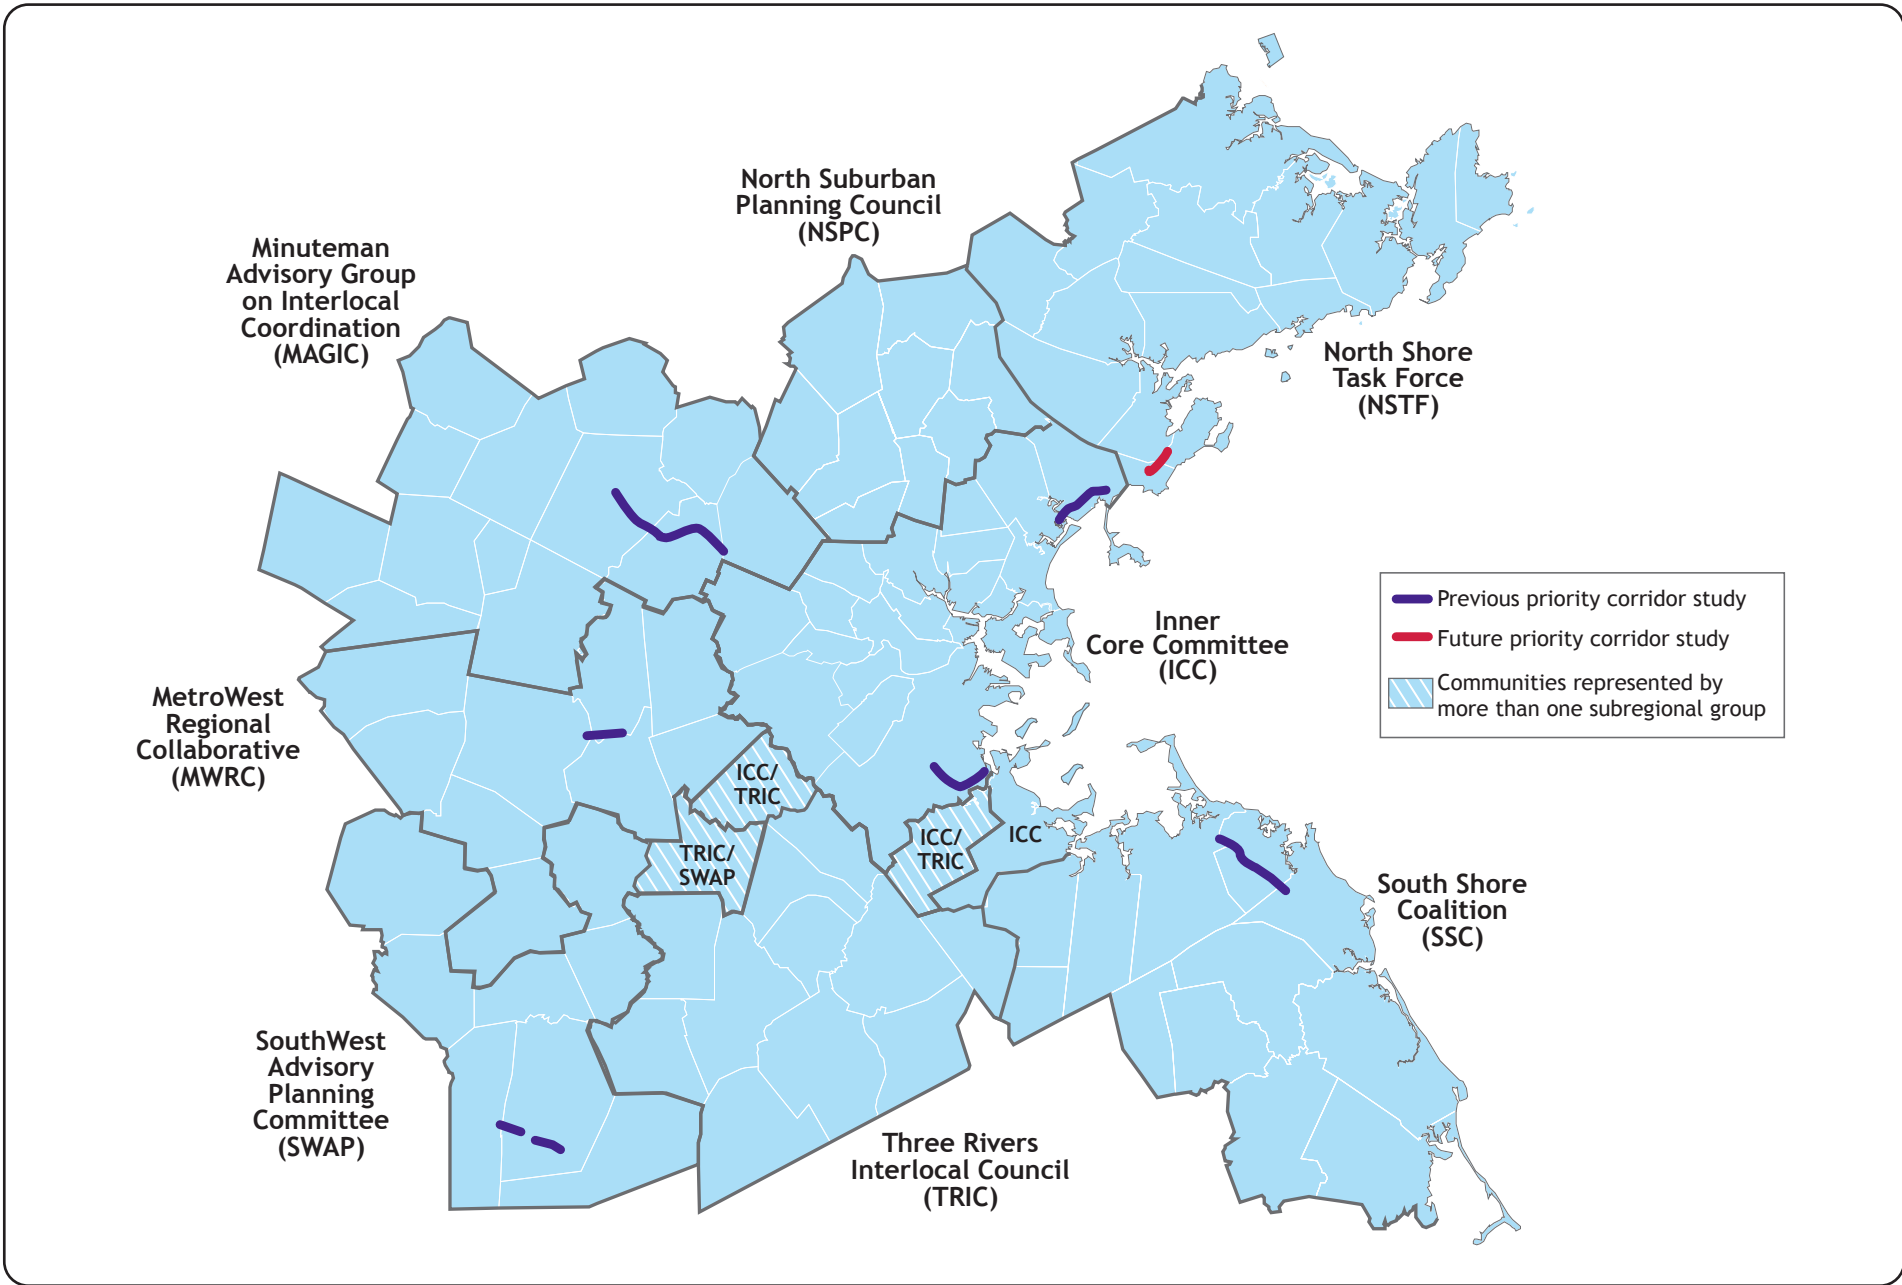 North Suburban
Planning Council
(NSPC)
Minuteman
Advisory Group
on Interlocal
Coordination
(MAGIC)
North Shore
Task Force
(NSTF)
Previous priority corridor study
Future priority corridor study
Communities represented by
more than one subregional group
Inner
Core Committee
(ICC)
MetroWest
Regional
Collaborative
(MWRC)
ICC/
TRIC
ICC/
TRIC
ICC
TRIC/
SWAP
South Shore
Coalition
(SSC)
SouthWest
Advisory
Planning
Committee
(SWAP)
Three Rivers
Interlocal Council
(TRIC)